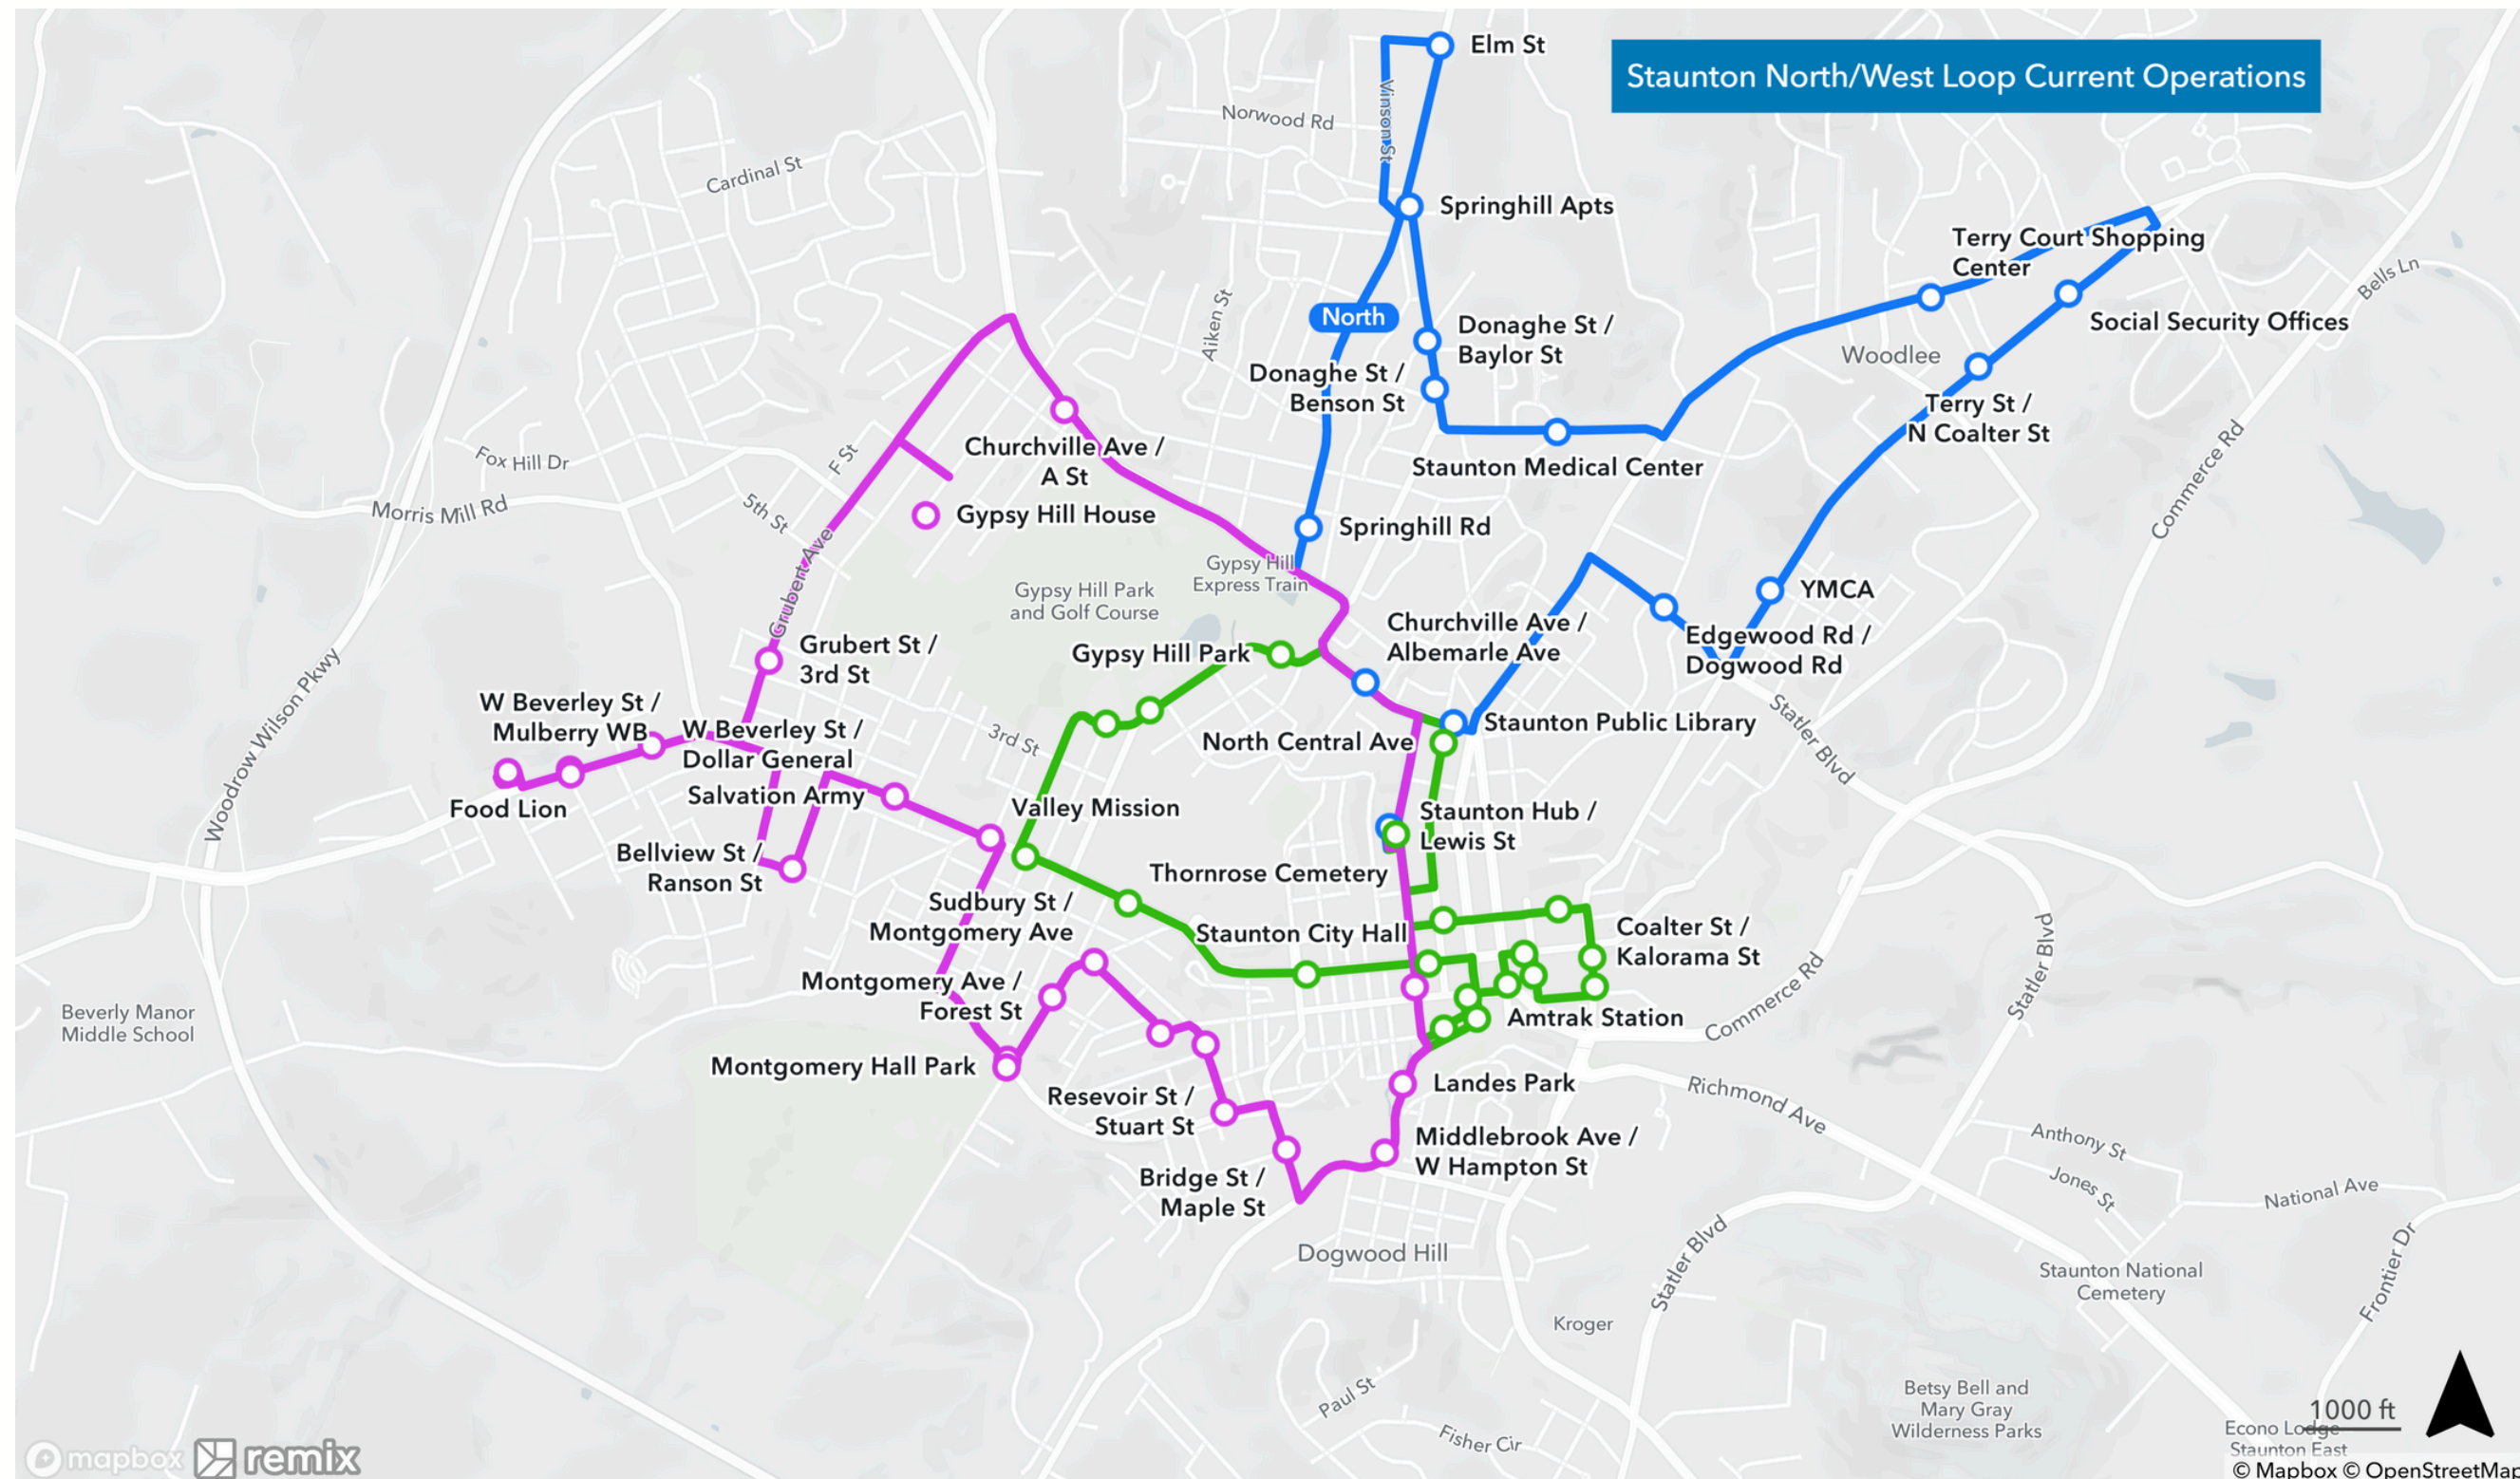 Elm St
Staunton North/West Loop Current Operations
Vinson St
Norwood Rd
Cardinal St
Springhill Apts
Terry Court Shopping
Center
Bells Ln
North
Aiken St
Donaghe St /
Baylor St
Social Security Offices
Woodlee
Donaghe St /
Benson St
Terry St /
N Coalter St
Churchville Ave /
A St
Staunton Medical Center
Commerce Rd
Fox Hill Dr
F St
Morris Mill Rd
5th St
Gypsy Hill House
Springhill Rd
Grubert Ave
Gypsy Hill
Express Train
Gypsy Hill Park
and Golf Course
YMCA
Churchville Ave /
Albemarle Ave
Edgewood Rd /
Dogwood Rd
Grubert St /
3rd St
Gypsy Hill Park
Woodrow Wilson Pkwy
W Beverley St /
Mulberry WB
W Beverley St /
Dollar General
3rd St
North Central Ave
Staunton Public Library
Statler Blvd
Salvation Army
Food Lion
Valley Mission
Staunton Hub /
Lewis St
Bellview St /
Ranson St
Thornrose Cemetery
Sudbury St /
Montgomery Ave
Staunton City Hall
Coalter St /
Kalorama St
Statler Blvd
Montgomery Ave /
Forest St
Commerce Rd
Beverly Manor
Middle School
Amtrak Station
Montgomery Hall Park
Landes Park
Richmond Ave
Resevoir St /
Stuart St
Middlebrook Ave /
W Hampton St
Anthony St
Jones St
National Ave
Bridge St /
Maple St
Dogwood Hill
Statler Blvd
Frontier Dr
Staunton National
Cemetery
Kroger
Paul St
Fisher Cir
Betsy Bell and
Mary Gray
Wilderness Parks
1000 ft
Econo Lodge
Staunton East
mapbox
remix
© Mapbox © OpenStreetMap